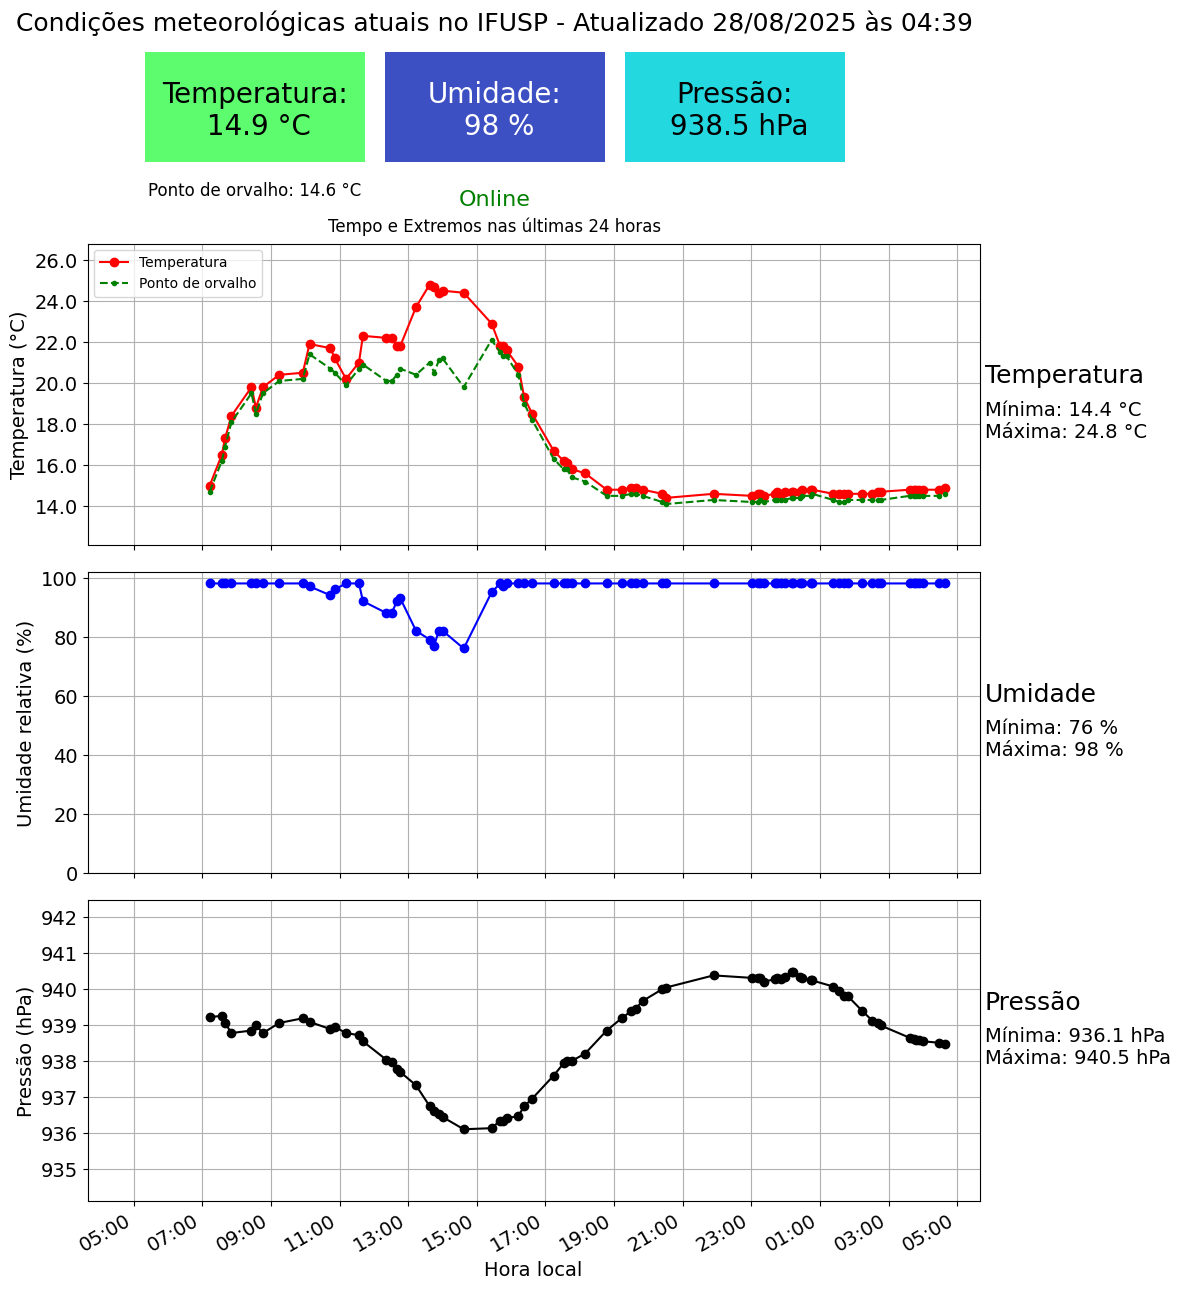 Condições meteorológicas atuais no IFUSP - Atualizado 28/08/2025 às 04:39
Temperatura:
14.9 °C
Umidade:
98 %
Pressão:
938.5 hPa
Ponto de orvalho: 14.6 °C
Online
Tempo e Extremos nas últimas 24 horas
Temperatura (°C)
26.0
24.0
22.0
20.0
18.0
16.0
14.0
Temperatura
Ponto de orvalho
Temperatura
Mínima: 14.4 °C
Máxima: 24.8 °C
Umidade relativa (%)
100
80
60
40
20
0
Umidade
Mínima: 76 %
Máxima: 98 %
Pressão (hPa)
942
941
940
939
938
937
936
935
Pressão
Mínima: 936.1 hPa
Máxima: 940.5 hPa
05:00
07:00
09:00
11:00
13:00
15:00
17:00
19:00
21:00
23:00
01:00
03:00
05:00
Hora local